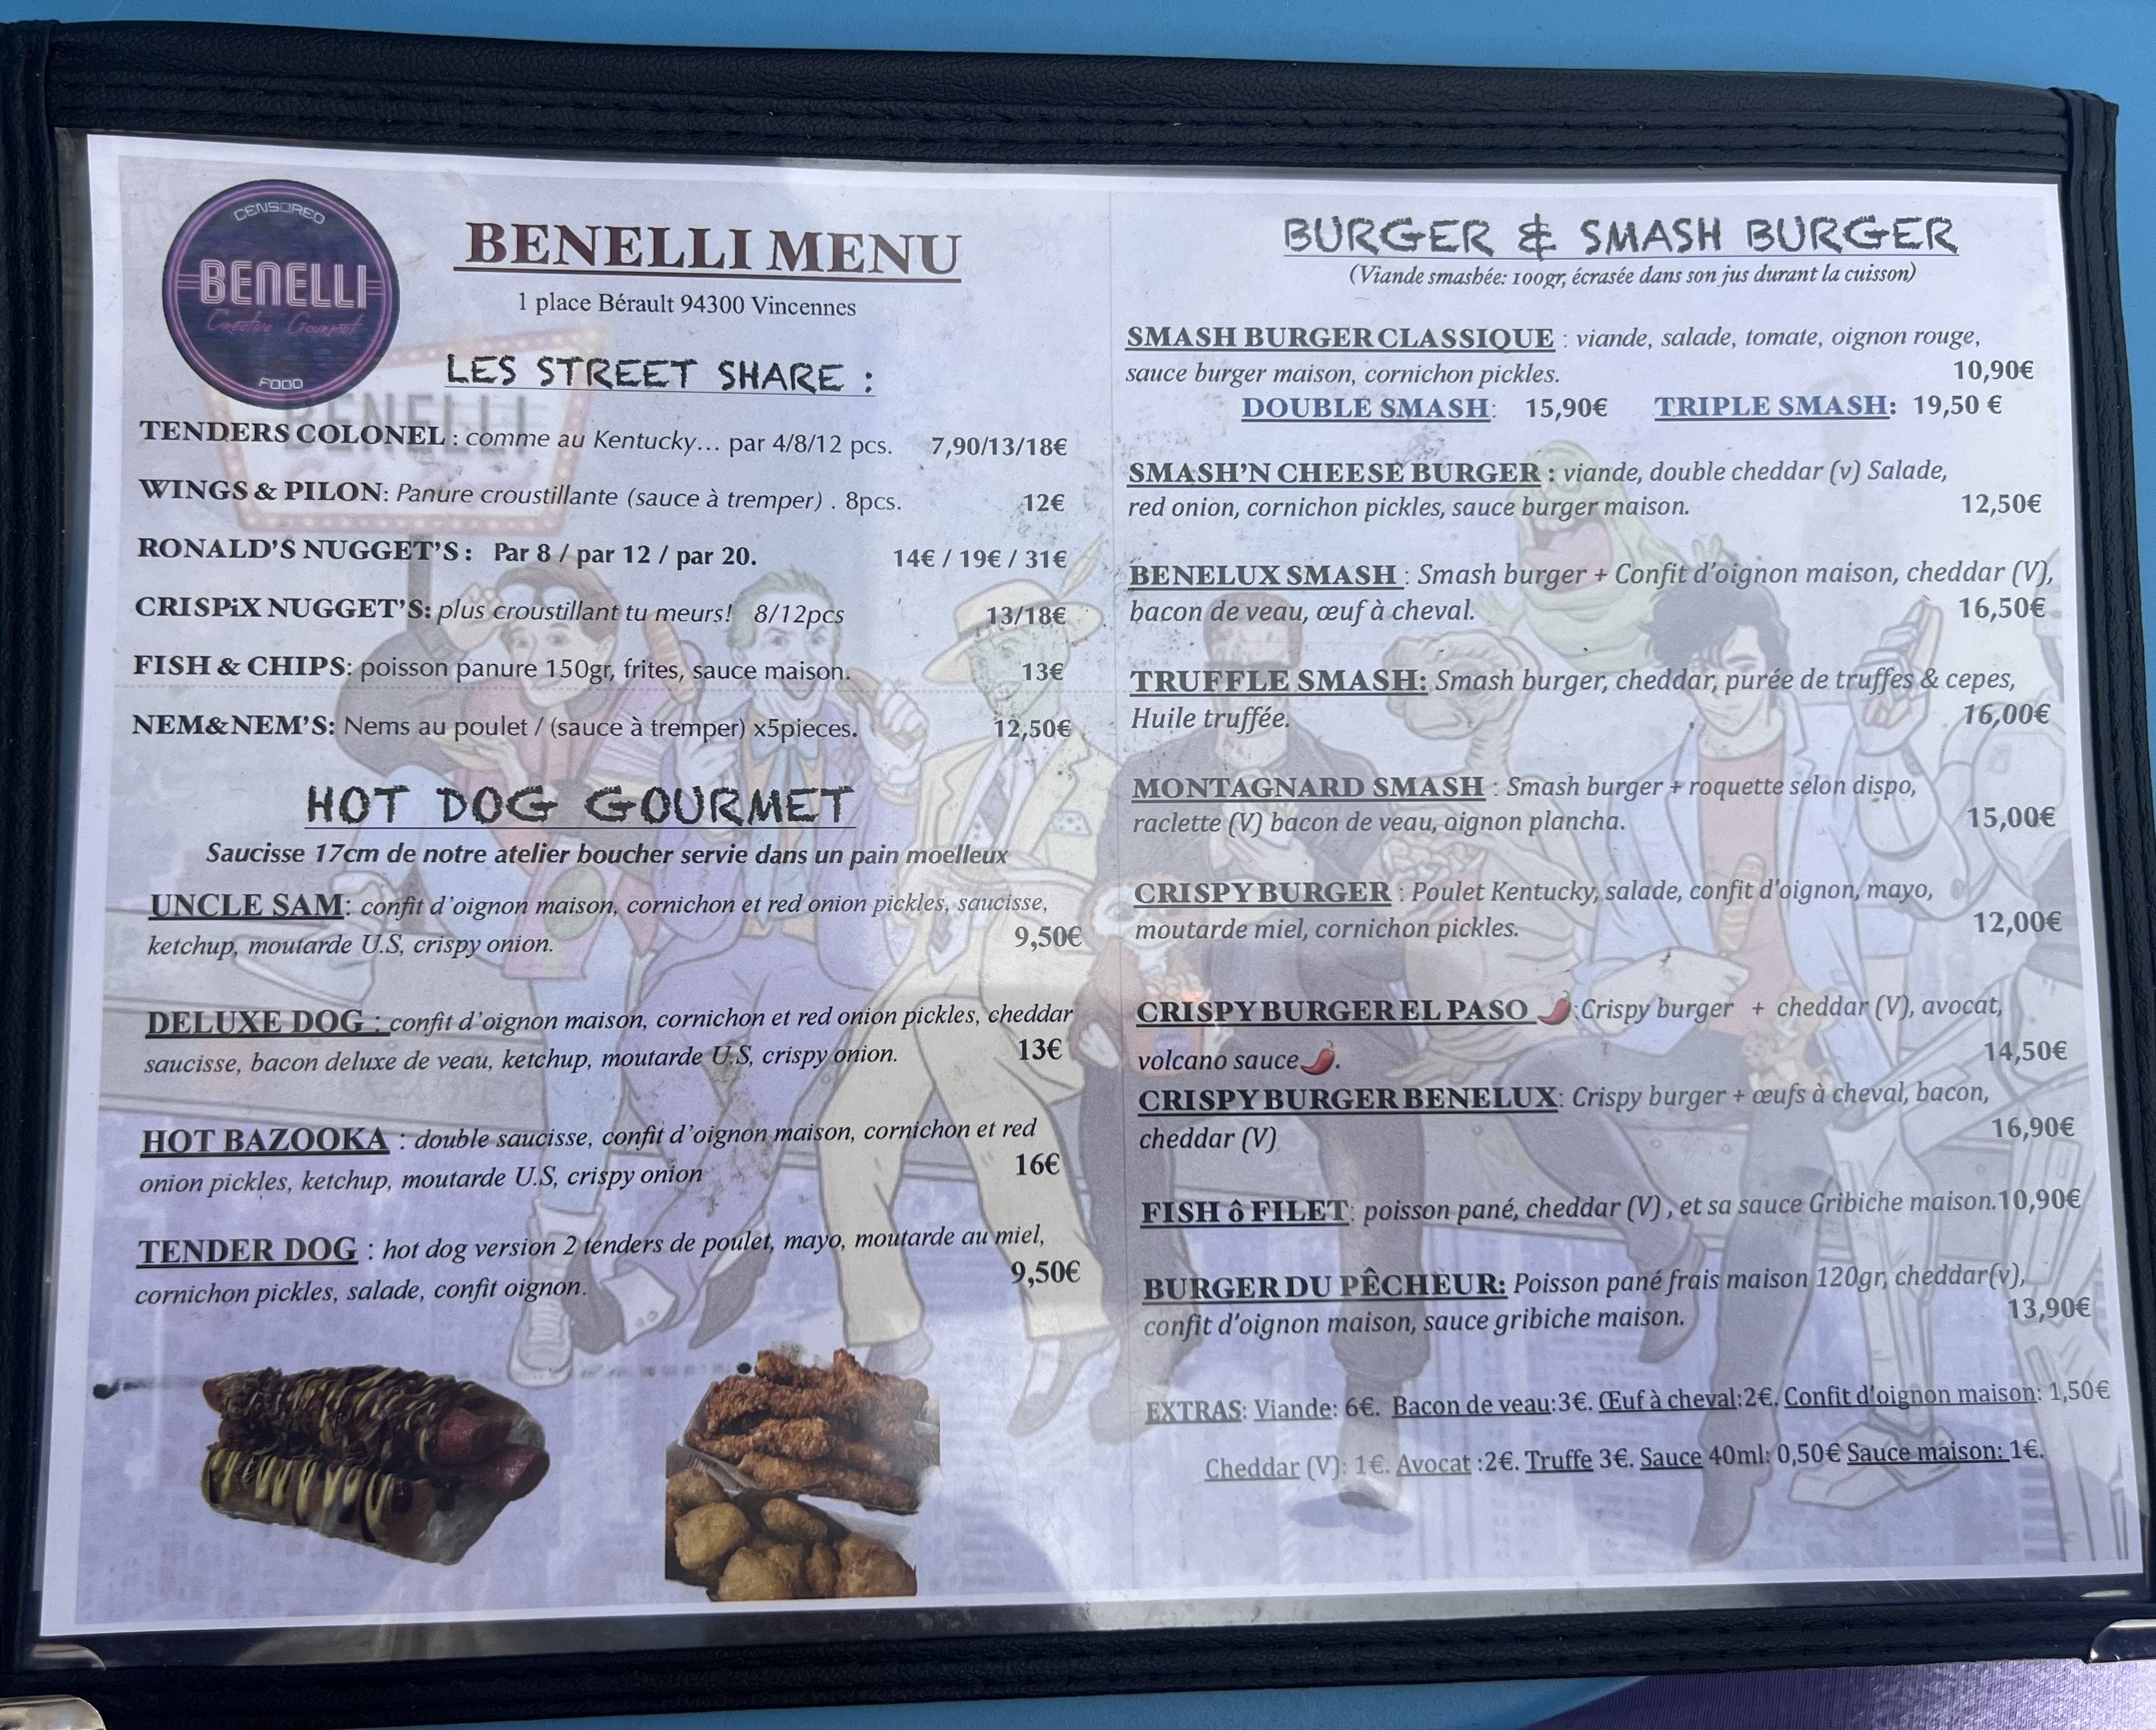 CENSORED
BENELLI
Creative Gourmet
FOOD
BENELLI MENU
1 place Bérault 94300 Vincennes
LES STREET SHARE :
BENELLI
TENDERS COLONEL : comme au Kentucky... par 4/8/12 pcs. 7,90/13/18€
WINGS & PILON: Panure croustillante (sauce à tremper) . 8pcs. 12€
RONALD'S NUGGET'S : Par 8 / par 12 / par 20. 14€ / 19€ / 31€
CRISPiX NUGGET'S: plus croustillant tu meurs! 8/12pcs 13/18€
FISH & CHIPS: poisson panure 150gr, frites, sauce maison. 13€
NEM&NEM'S: Nems au poulet / (sauce à tremper) x5pieces. 12,50€
HOT DOG GOURMET
Saucisse 17cm de notre atelier boucher servie dans un pain moelleux
UNCLE SAM: confit d'oignon maison, cornichon et red onion pickles, saucisse,
ketchup, moutarde U.S, crispy onion. 9,50€
DELUXE DOG : confit d'oignon maison, cornichon et red onion pickles, cheddar
saucisse, bacon deluxe de veau, ketchup, moutarde U.S, crispy onion. 13€
HOT BAZOOKA : double saucisse, confit d'oignon maison, cornichon et red
onion pickles, ketchup, moutarde U.S, crispy onion 16€
TENDER DOG : hot dog version 2 tenders de poulet, mayo, moutarde au miel,
cornichon pickles, salade, confit oignon. 9,50€
BURGER & SMASH BURGER
(Viande smashée: 100gr, écrasée dans son jus durant la cuisson)
SMASH BURGER CLASSIQUE : viande, salade, tomate, oignon rouge,
sauce burger maison, cornichon pickles. 10,90€
DOUBLE SMASH: 15,90€ TRIPLE SMASH: 19,50 €
SMASH'N CHEESE BURGER : viande, double cheddar (v) Salade,
red onion, cornichon pickles, sauce burger maison. 12,50€
BENELUX SMASH : Smash burger + Confit d'oignon maison, cheddar (V),
bacon de veau, œuf à cheval. 16,50€
TRUFFLE SMASH: Smash burger, cheddar, purée de truffes & cepes,
Huile truffée. 16,00€
MONTAGNARD SMASH : Smash burger + roquette selon dispo,
raclette (V) bacon de veau, oignon plancha. 15,00€
CRISPY BURGER : Poulet Kentucky, salade, confit d'oignon, mayo,
moutarde miel, cornichon pickles. 12,00€
CRISPY BURGER EL PASO 🌶️: Crispy burger + cheddar (V), avocat,
volcano sauce🌶️. 14,50€
CRISPY BURGER BENELUX: Crispy burger + œufs à cheval, bacon,
cheddar (V) 16,90€
FISH ô FILET: poisson pané, cheddar (V) , et sa sauce Gribiche maison. 10,90€
BURGER DU PÊCHEUR: Poisson pané frais maison 120gr, cheddar(v),
confit d'oignon maison, sauce gribiche maison. 13,90€
EXTRAS: Viande: 6€. Bacon de veau:3€. Œuf à cheval:2€. Confit d'oignon maison: 1,50€
Cheddar (V): 1€. Avocat :2€. Truffe 3€. Sauce 40ml: 0,50€ Sauce maison: 1€.